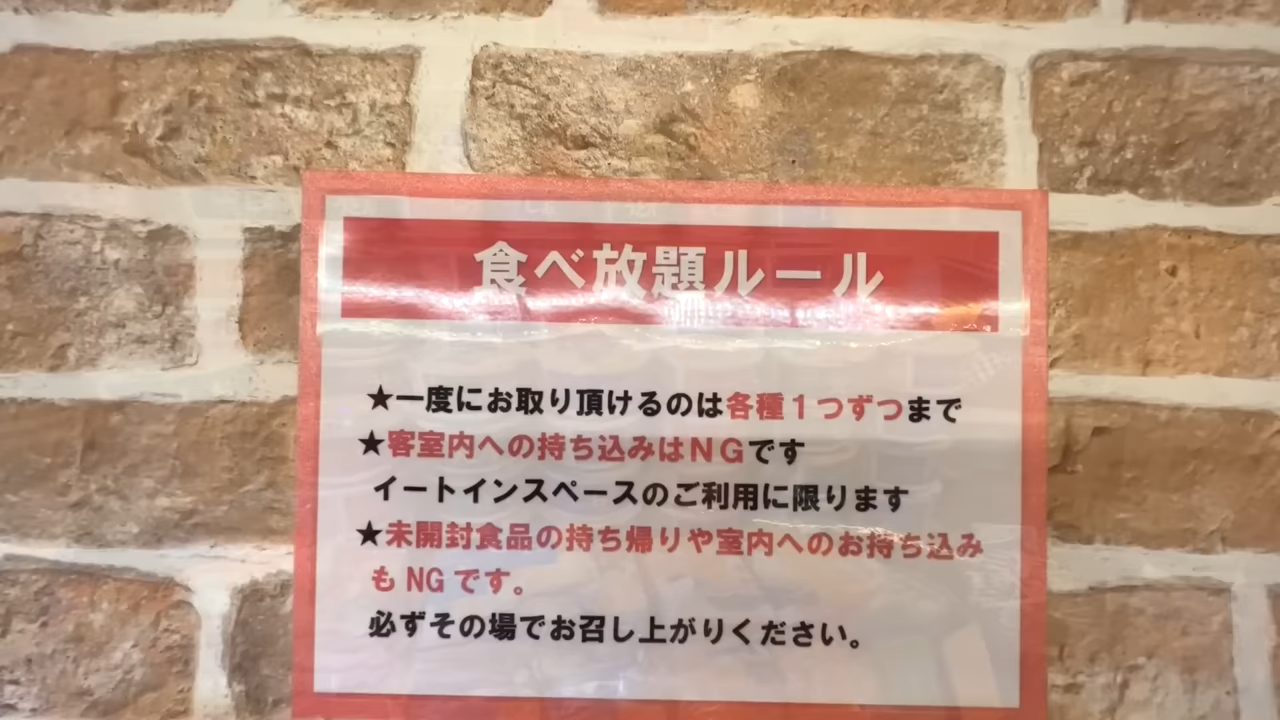 食べ放題ルール
★一度にお取り頂けるのは各種１つずつまで
★客室内への持ち込みはＮＧです
イートインスペースのご利用に限ります
★未開封食品の持ち帰りや室内へのお持ち込み
も NG です。
必ずその場でお召し上がりください。